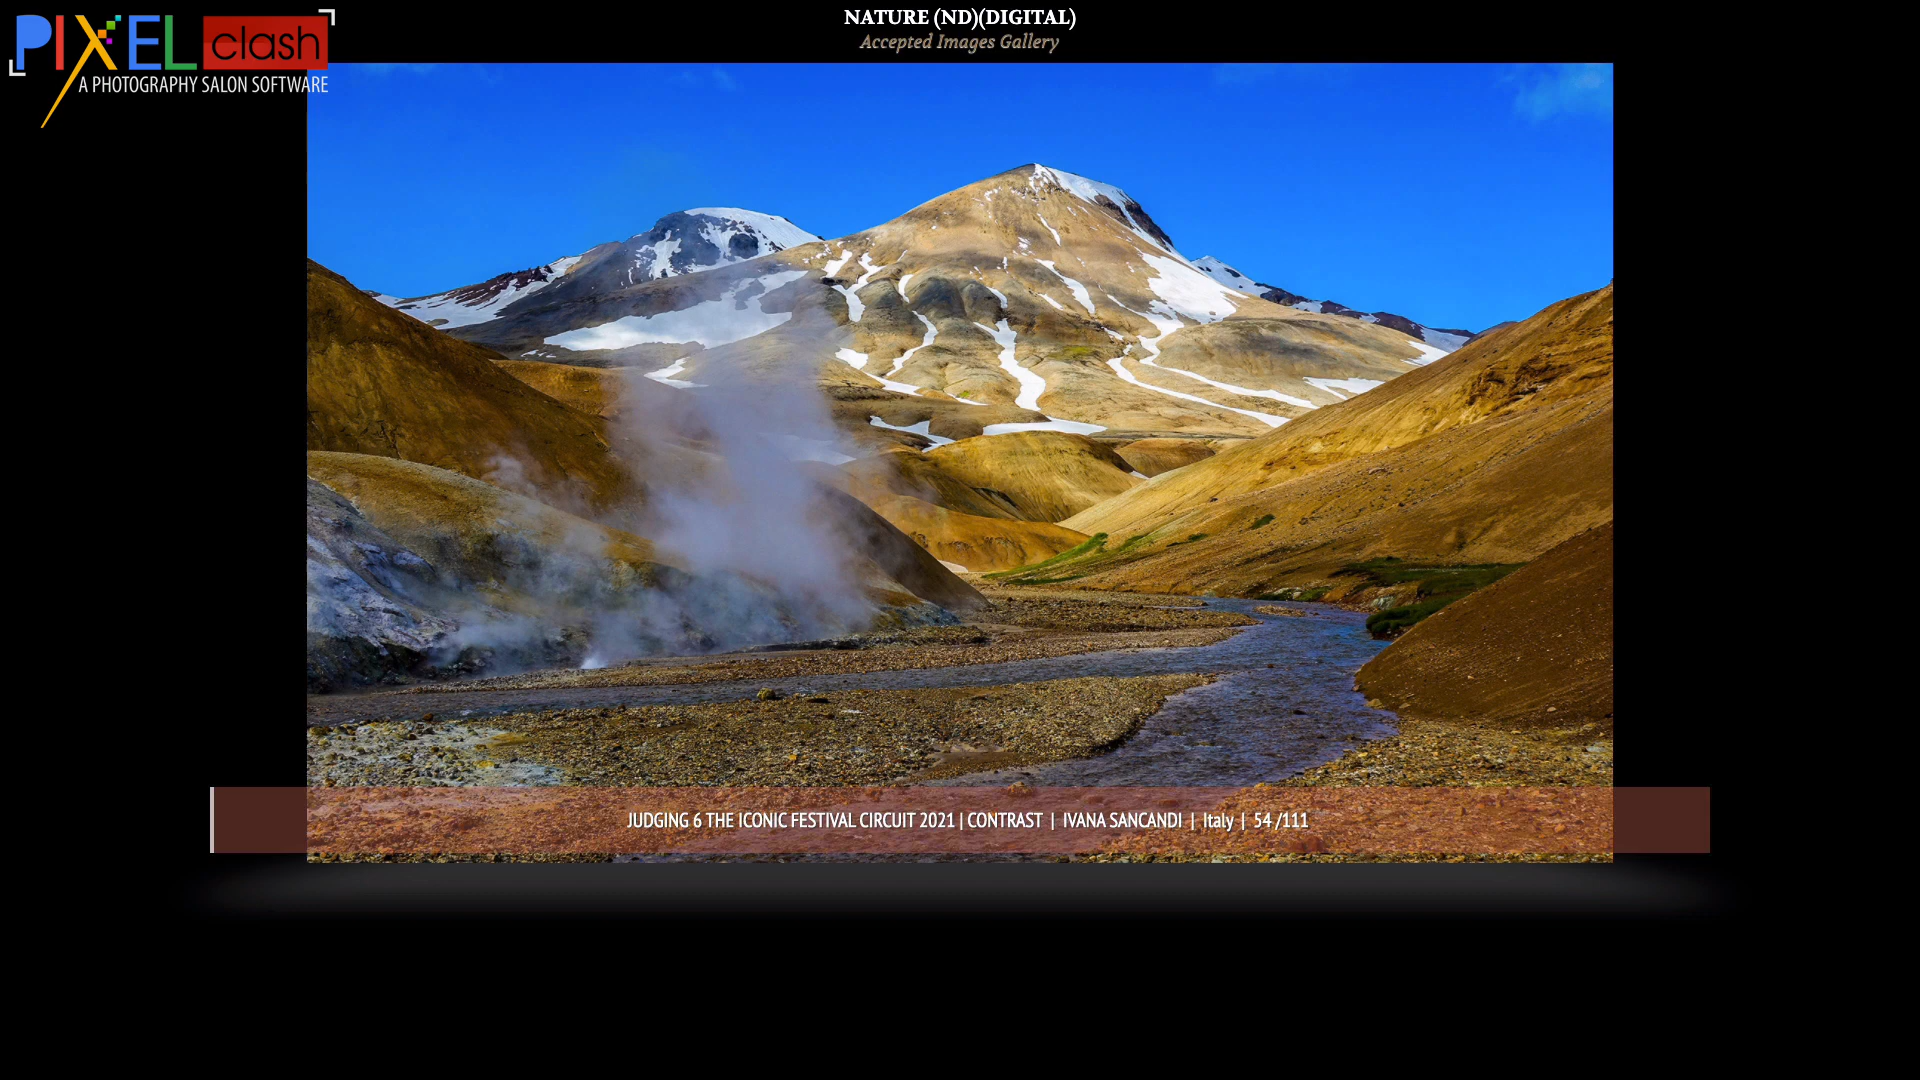 PIXEL clash
A PHOTOGRAPHY SALON SOFTWARE
NATURE (ND)(DIGITAL)
Accepted Images Gallery
JUDGING 6 THE ICONIC FESTIVAL CIRCUIT 2021 | CONTRAST | IVANA SANCANDI | Italy | 54 /111